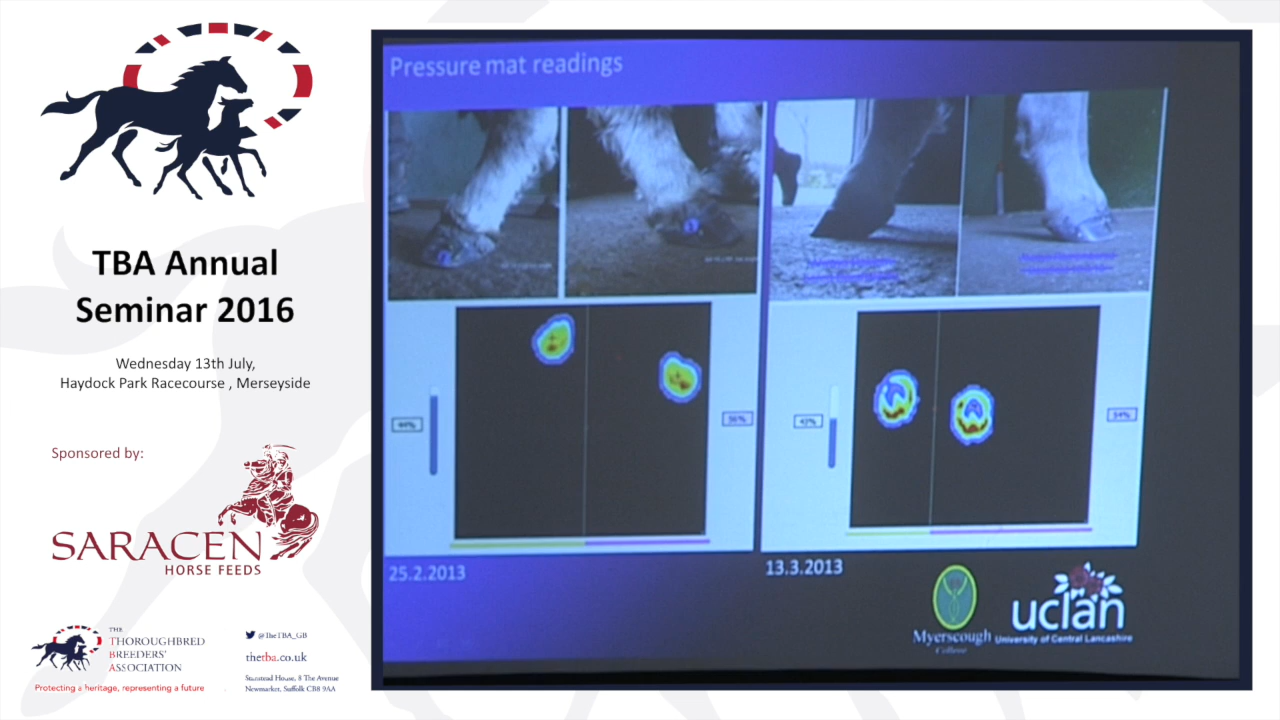 TBA Annual
Seminar 2016
Wednesday 13th July,
Haydock Park Racecourse , Merseyside
Sponsored by:
SARACEN
HORSE FEEDS
THE
THOROUGHBRED
BREEDERS'
ASSOCIATION
Protecting a heritage, representing a future
@TheTBA_GB
thetba.co.uk
Stanstead House, 8 The Avenue
Newmarket, Suffolk CB8 9AA
Pressure mat readings
44%
56%
25.2.2013
13.3.2013
Myerscough
College
uclan
University of Central Lancashire